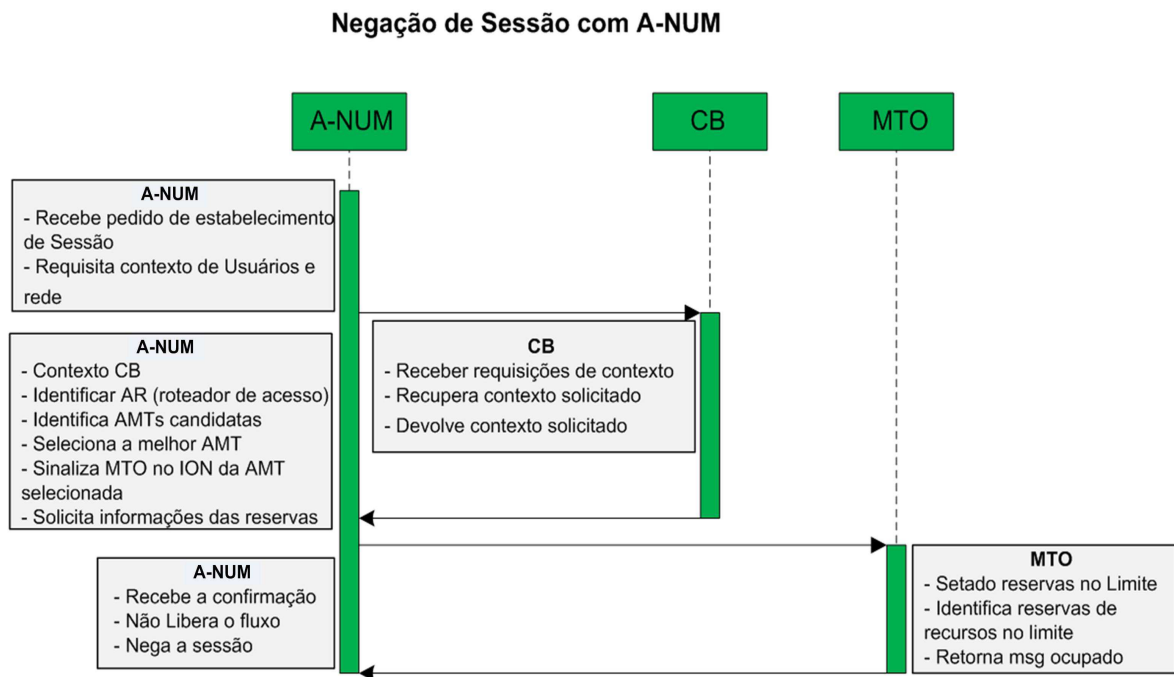 Negação de Sessão com A-NUM
A-NUM
CB
MTO
A-NUM
- Recebe pedido de estabelecimento
de Sessão
- Requisita contexto de Usuários e
rede
A-NUM
- Contexto CB
- Identificar AR (roteador de acesso)
- Identifica AMTs candidatas
- Seleciona a melhor AMT
- Sinaliza MTO no ION da AMT
selecionada
- Solicita informações das reservas
CB
- Receber requisições de contexto
- Recupera contexto solicitado
- Devolve contexto solicitado
A-NUM
- Recebe a confirmação
- Não Libera o fluxo
- Nega a sessão
MTO
- Setado reservas no Limite
- Identifica reservas de
recursos no limite
- Retorna msg ocupado